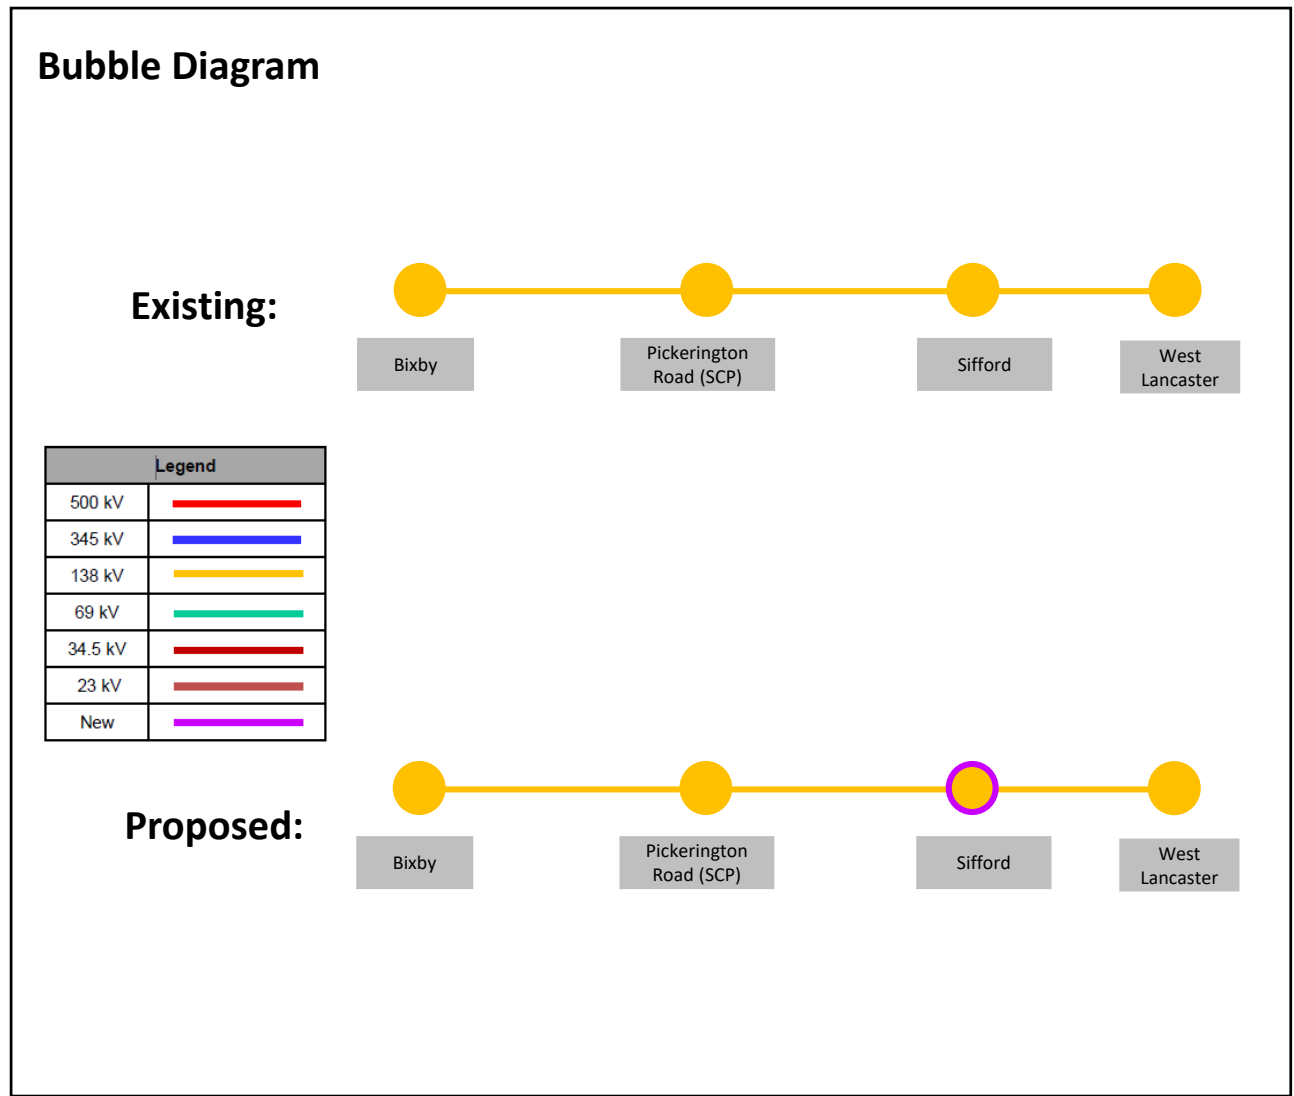 Bubble Diagram
Existing:
Bixby
Pickerington
Road (SCP)
Sifford
West
Lancaster
Legend
500 kV
345 kV
138 kV
69 kV
34.5 kV
23 kV
New
Proposed:
Bixby
Pickerington
Road (SCP)
Sifford
West
Lancaster